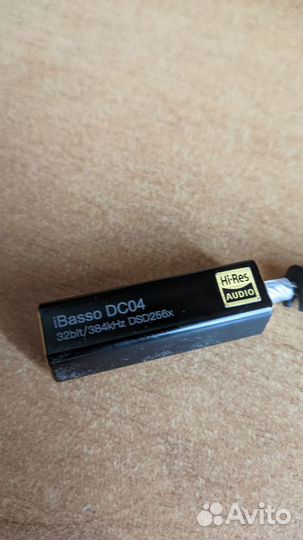 iBasso DC04
32bit/384kHz DSD256x
Hi-Res
AUDIO
Avito